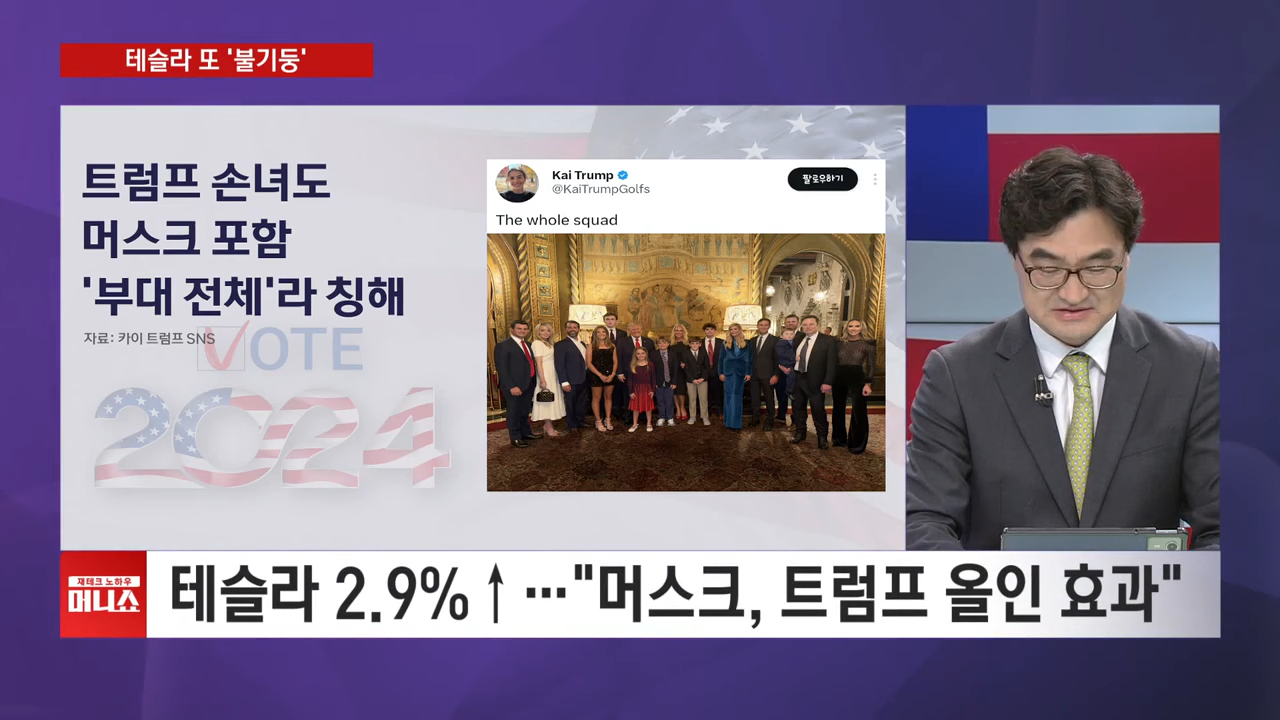 테슬라 또 '불기둥'
트럼프 손녀도
머스크 포함
'부대 전체'라 칭해
자료: 카이 트럼프 SNS
VOTE
2024
Kai Trump
@KaiTrumpGolfs
팔로우하기
The whole squad
재테크 노하우
머니쇼
테슬라 2.9%↑…"머스크, 트럼프 올인 효과"